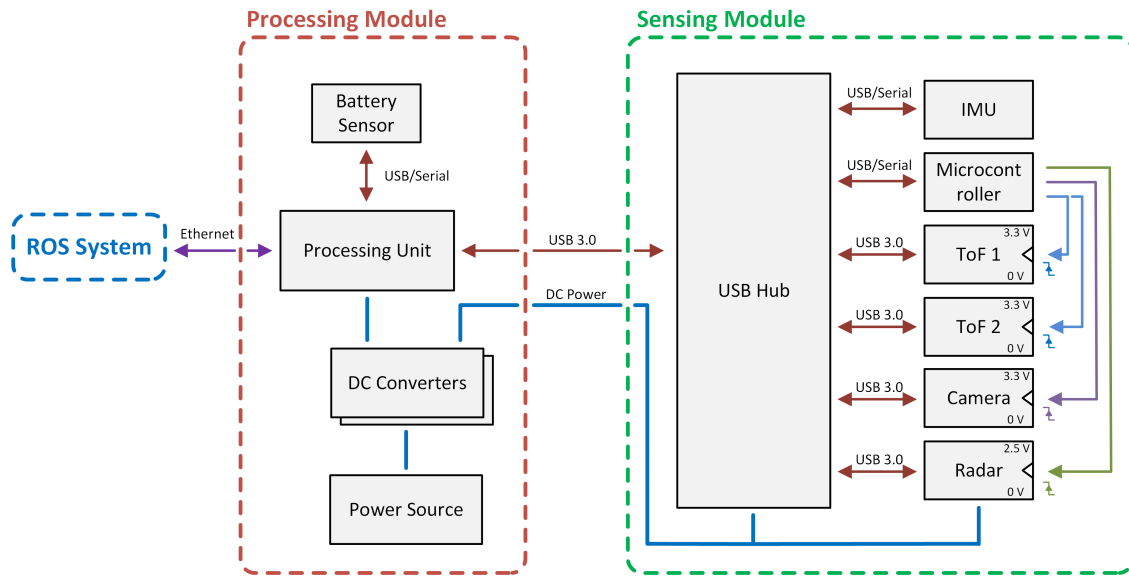 Processing Module
Sensing Module
Battery
Sensor
USB/Serial
ROS System
Ethernet
Processing Unit
USB 3.0
DC Power
DC Converters
Power Source
USB Hub
USB/Serial
IMU
USB/Serial
Microcont
roller
USB 3.0
3.3 V
ToF 1
0 V
USB 3.0
3.3 V
ToF 2
0 V
USB 3.0
3.3 V
Camera
0 V
USB 3.0
2.5 V
Radar
0 V